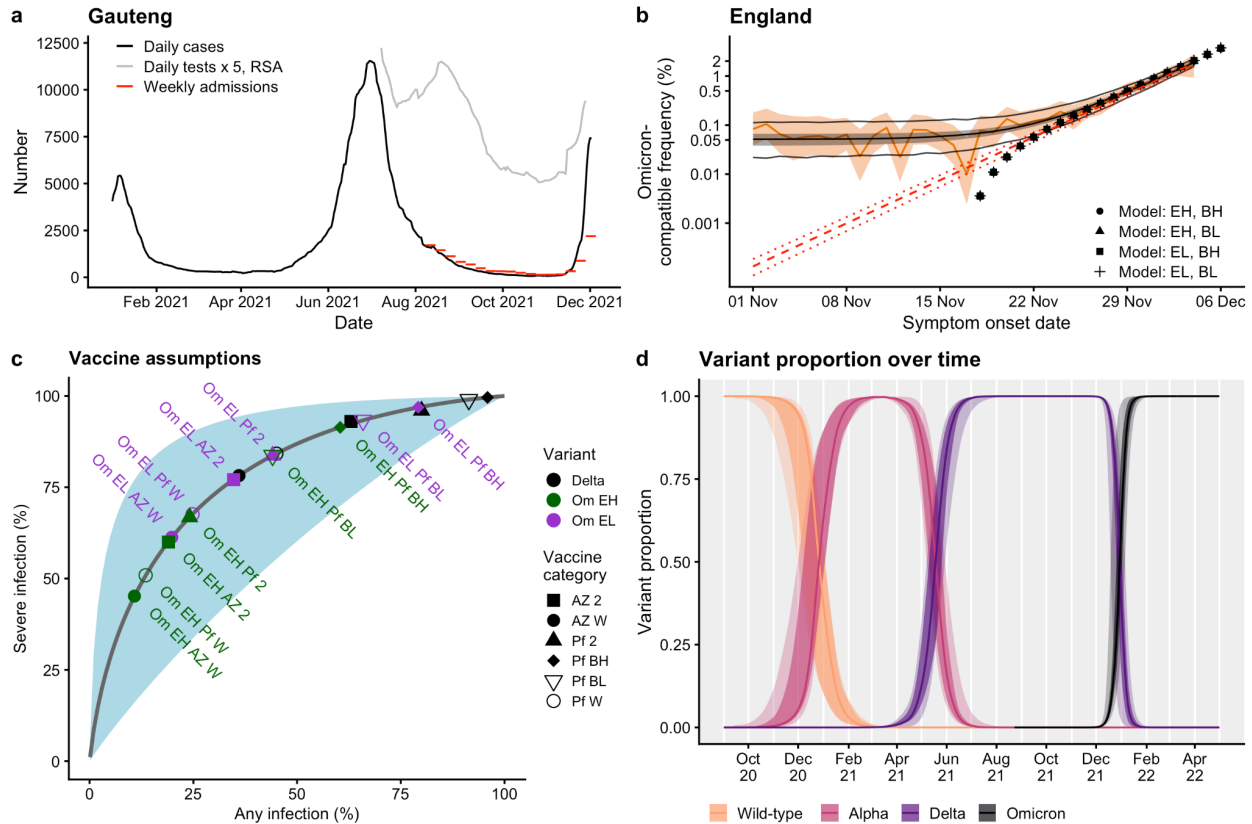 a
Gauteng
12500
10000
7500
5000
2500
0
Number
Daily cases
Daily tests x 5, RSA
Weekly admissions
Feb 2021
Apr 2021
Jun 2021
Aug 2021
Oct 2021
Dec 2021
Date
b
England
Omicron-
compatible frequency (%)
2
1
0.5
0.1
0.05
0.01
0.001
Model: EH, BH
Model: EH, BL
Model: EL, BH
Model: EL, BL
01 Nov
08 Nov
15 Nov
22 Nov
29 Nov
06 Dec
Symptom onset date
c
Vaccine assumptions
Severe infection (%)
100
75
50
25
0
Om EL Pf 2
Om EL AZ 2
Om EL Pf W
Om EL AZ W
Om EL Pf BH
Om EL Pf BL
Om EH Pf BH
Om EH Pf BL
Om EH Pf 2
Om EH AZ 2
Om EH Pf W
Om EH AZ W
0
25
50
75
100
Any infection (%)
Variant
Delta
Om EH
Om EL
Vaccine
category
AZ 2
AZ W
Pf 2
Pf BH
Pf BL
Pf W
d
Variant proportion over time
Variant proportion
1.00
0.75
0.50
0.25
0.00
Oct
20
Dec
20
Feb
21
Apr
21
Jun
21
Aug
21
Oct
21
Dec
21
Feb
22
Apr
22
Wild-type
Alpha
Delta
Omicron